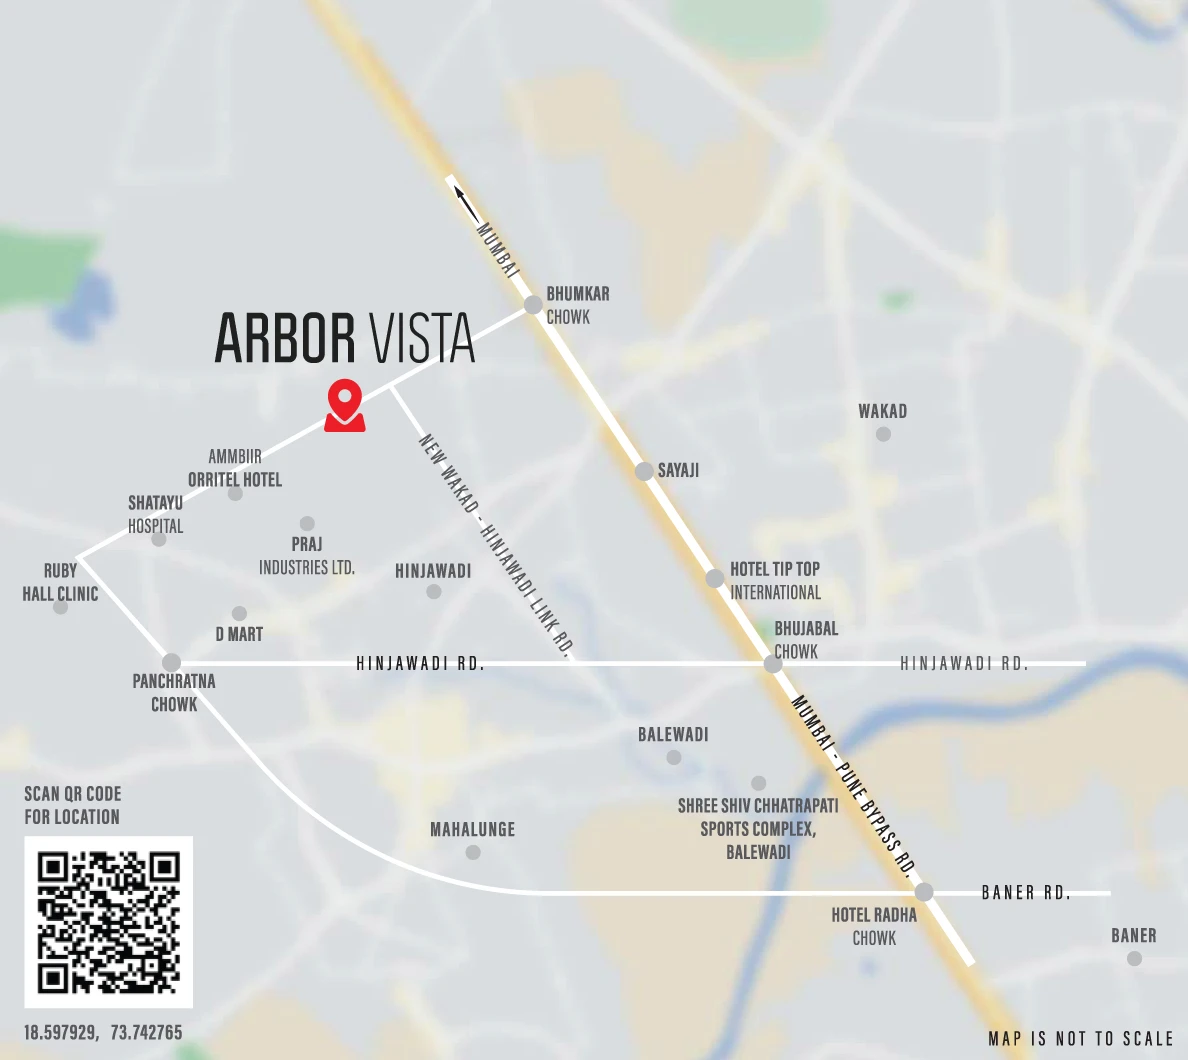 MUMBAI
BHUMKAR
CHOWK
ARBOR VISTA
WAKAD
NEW WAKAD - HINJAWADI LINK RD.
AMMBIIR
ORRITEL HOTEL
SAYAJI
SHATAYU
HOSPITAL
PRAJ
INDUSTRIES LTD.
HINJAWADI
RUBY
HALL CLINIC
HOTEL TIP TOP
INTERNATIONAL
D MART
BHUJABAL
CHOWK
HINJAWADI RD.
HINJAWADI RD.
PANCHRATNA
CHOWK
MUMBAI - PUNE BYPASS RD.
BALEWADI
SHREE SHIV CHHATRAPATI
SPORTS COMPLEX,
BALEWADI
MAHALUNGE
SCAN QR CODE
FOR LOCATION
BANER RD.
HOTEL RADHA
CHOWK
BANER
18.597929, 73.742765
MAP IS NOT TO SCALE